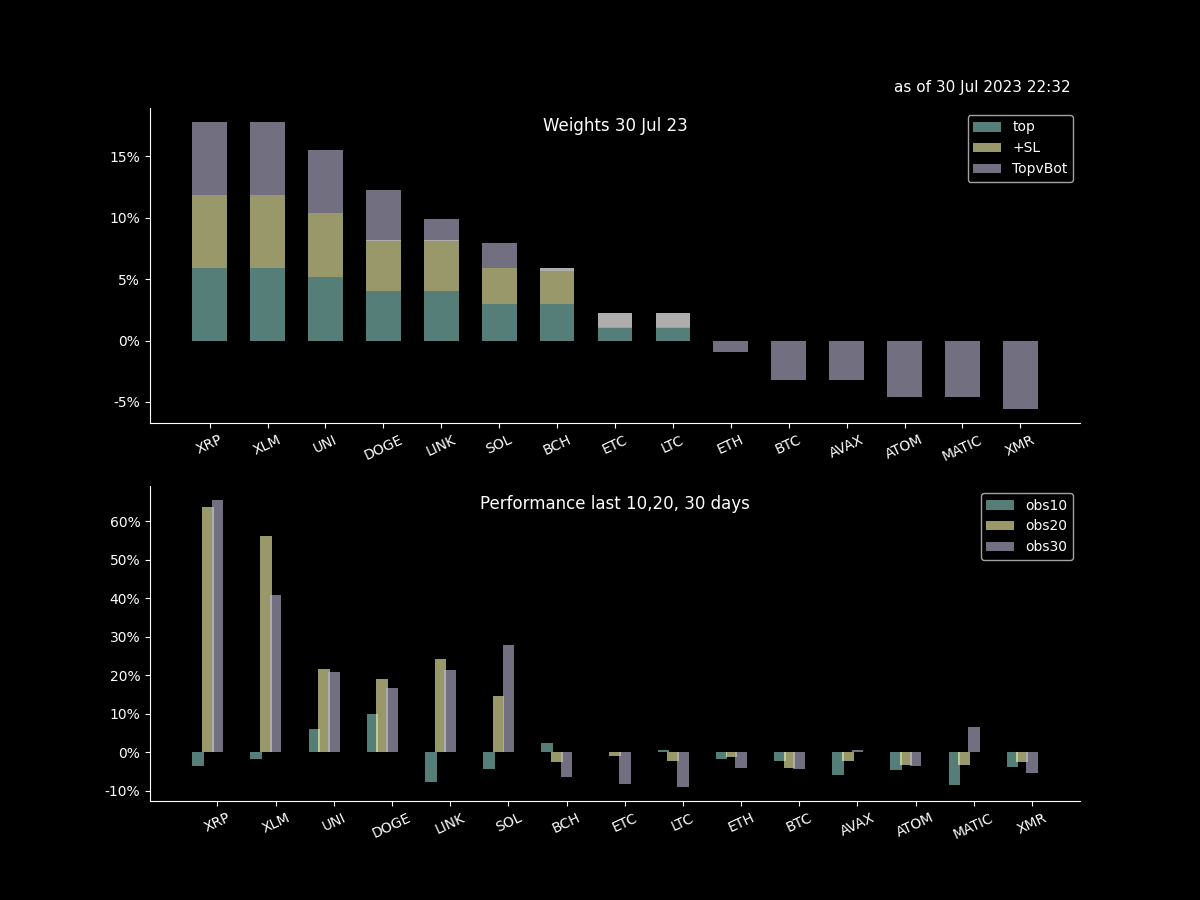 as of 30 Jul 2023 22:32
Weights 30 Jul 23
top
+SL
TopvBot
15%
10%
5%
0%
-5%
XRP XLM UNI DOGE LINK SOL BCH ETC LTC ETH BTC AVAX ATOM MATIC XMR
Performance last 10,20, 30 days
obs10
obs20
obs30
60%
50%
40%
30%
20%
10%
0%
-10%
XRP XLM UNI DOGE LINK SOL BCH ETC LTC ETH BTC AVAX ATOM MATIC XMR